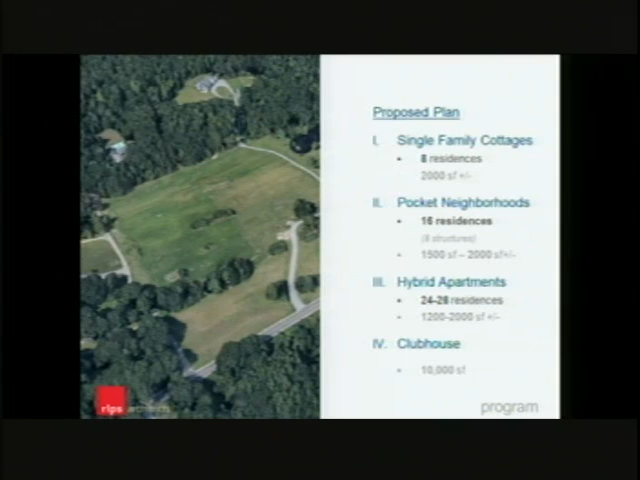 Proposed Plan
I. Single Family Cottages
• 8 residences
2000 sf +/-
II. Pocket Neighborhoods
• 16 residences
(8 structures)
• 1500 sf – 2000 sf+/-
III. Hybrid Apartments
• 24-28 residences
• 1200-2000 sf +/-
IV. Clubhouse
• 10,000 sf
program
rlps